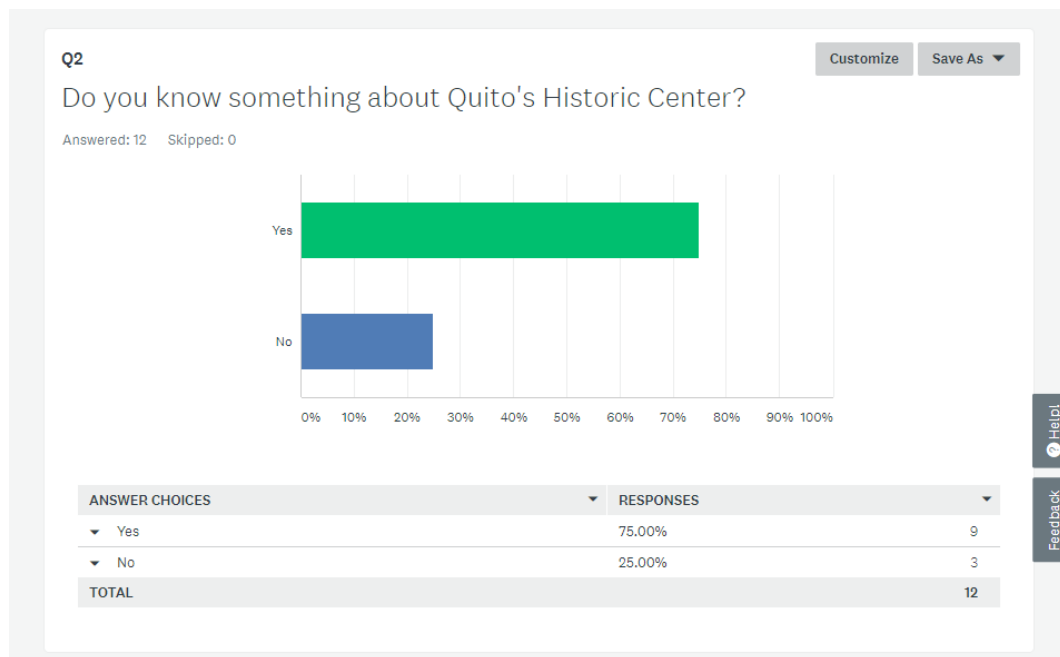 Q2
Customize
Save As
Do you know something about Quito's Historic Center?
Answered: 12 Skipped: 0
Yes
No
0% 10% 20% 30% 40% 50% 60% 70% 80% 90% 100%
? Help!
Feedback
ANSWER CHOICES RESPONSES
Yes 75.00% 9
No 25.00% 3
TOTAL 12